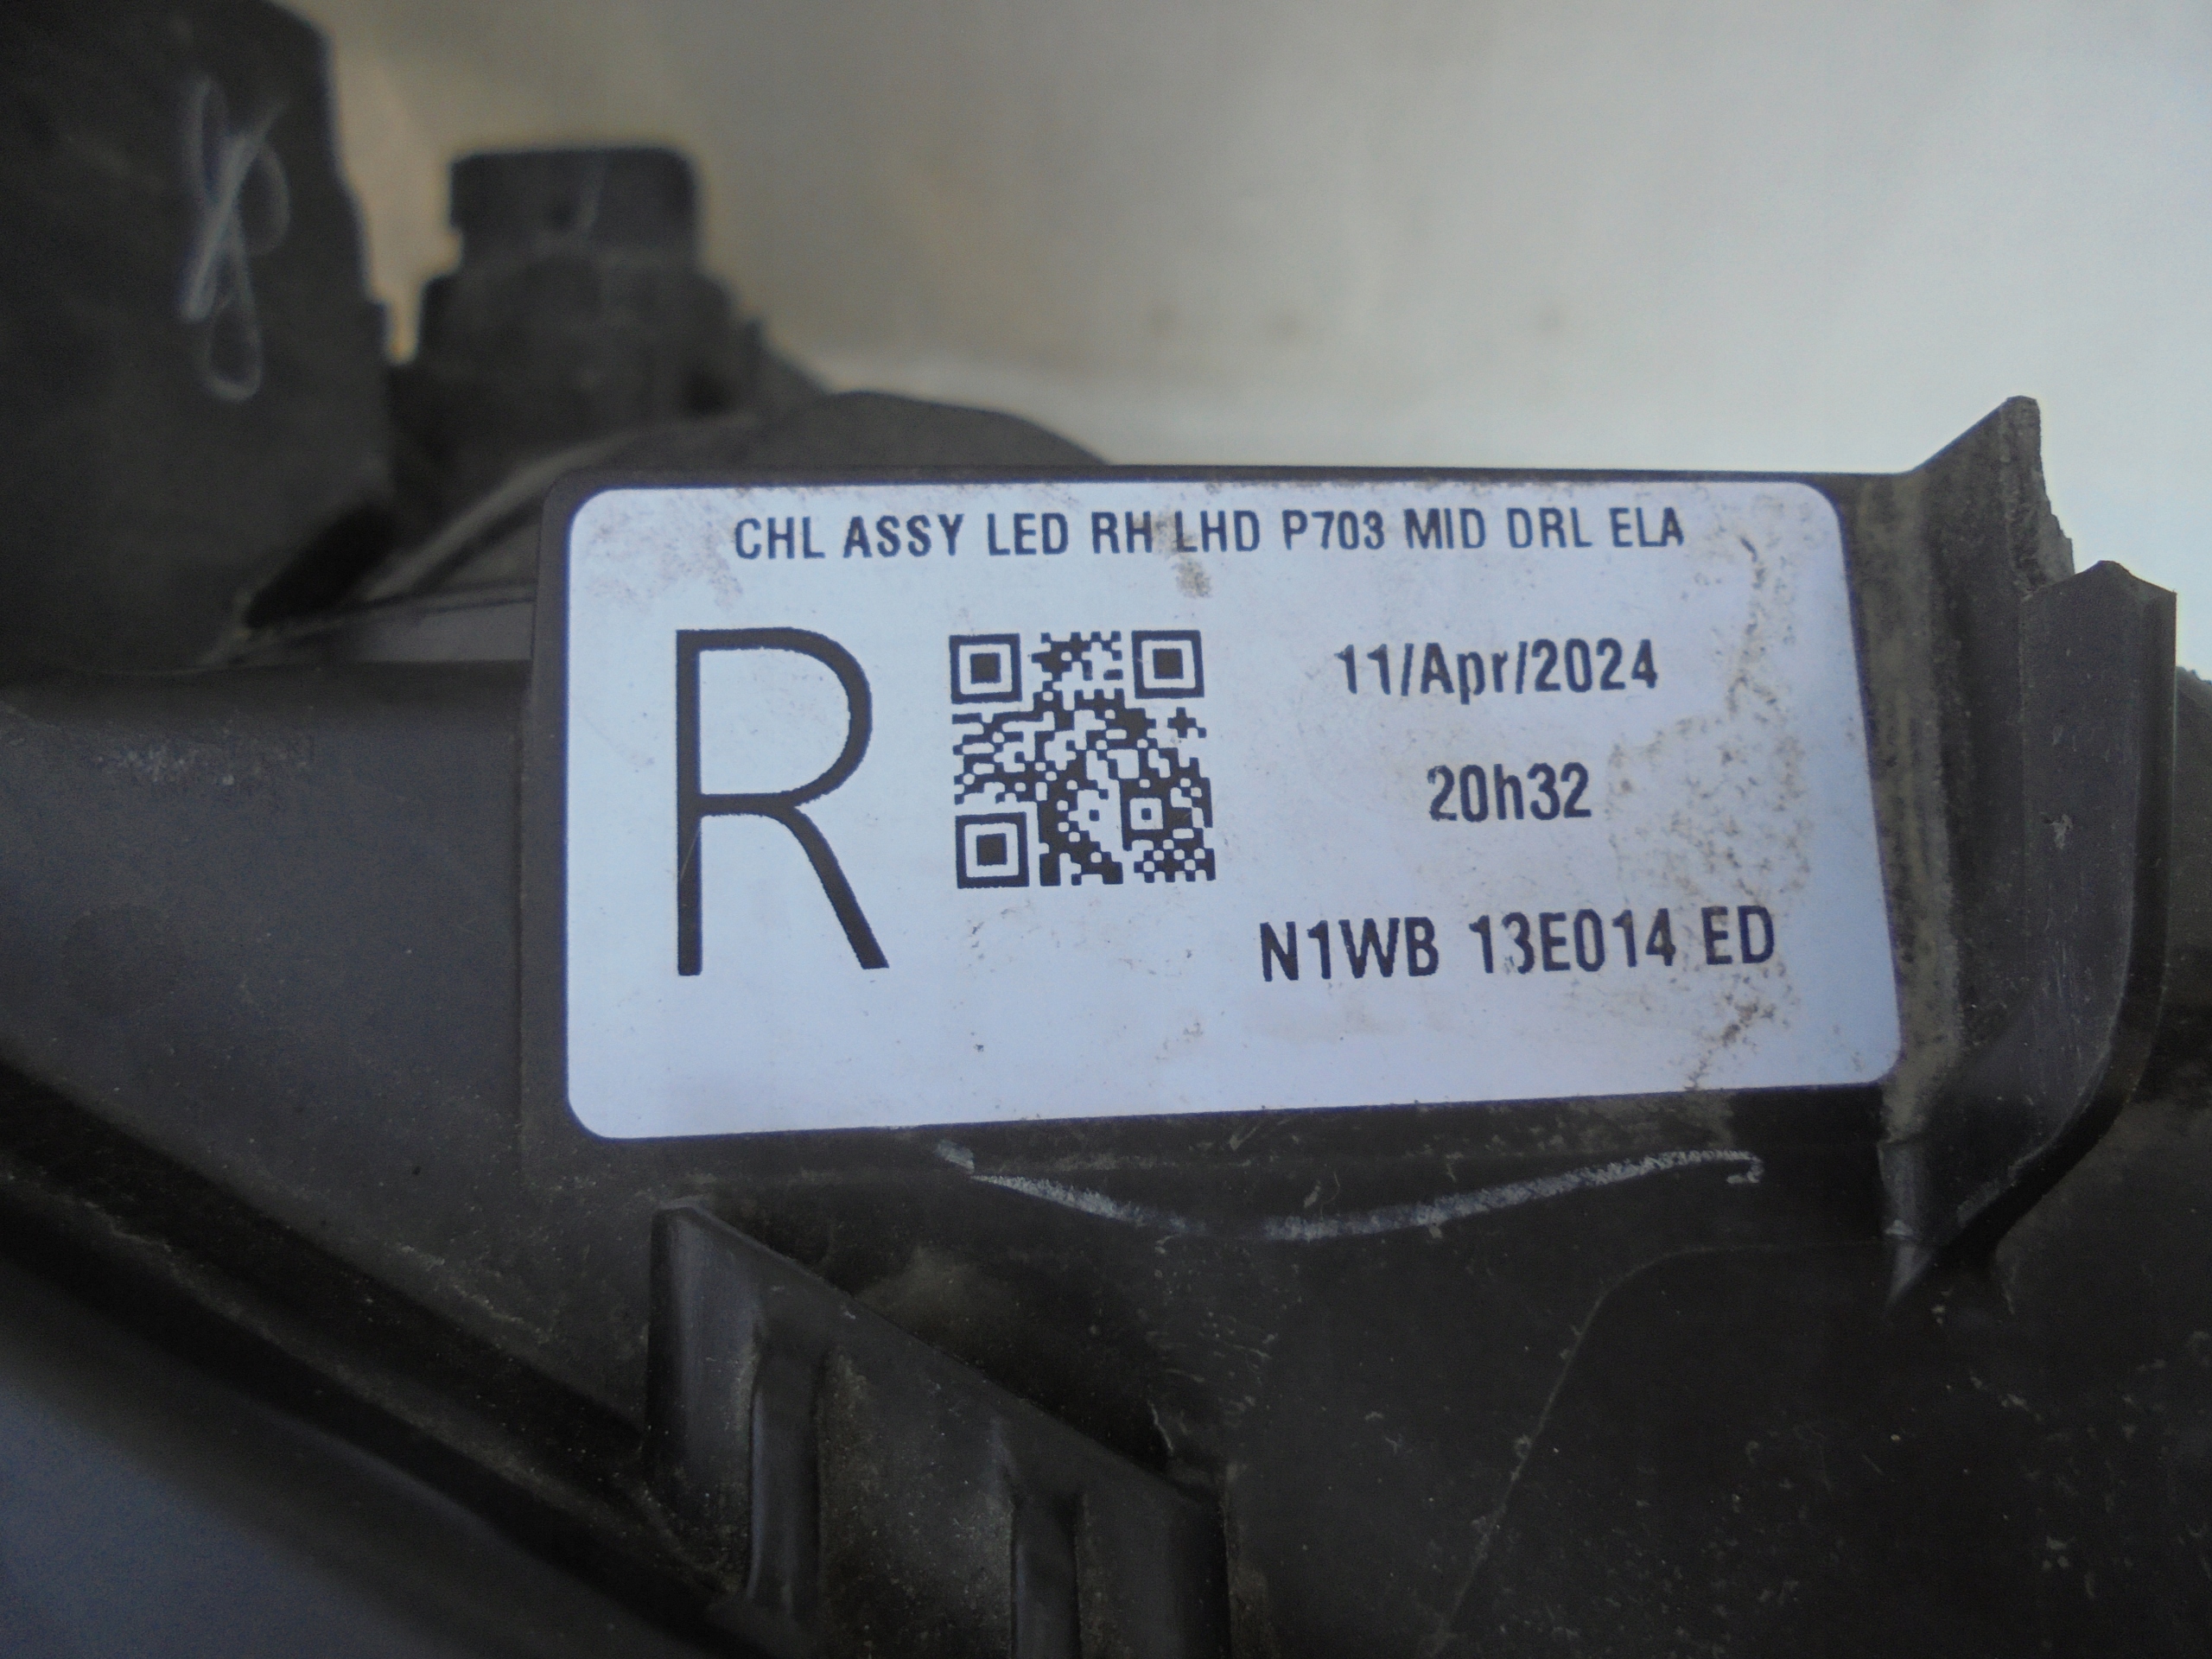 CHL ASSY LED RH LHD P703 MID DRL ELA
R
11/Apr/2024
20h32
N1WB 13E014 ED